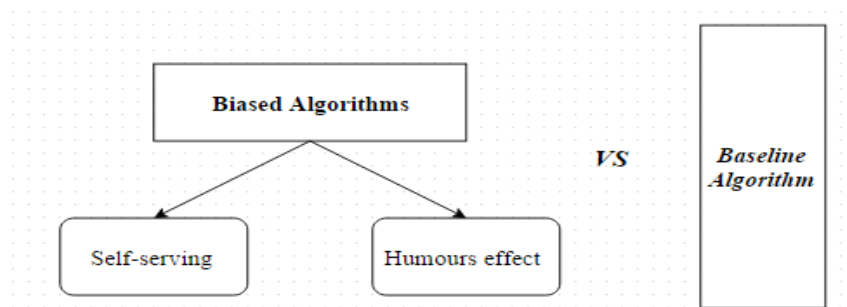 Biased Algorithms
VS
Baseline
Algorithm
Self-serving
Humours effect